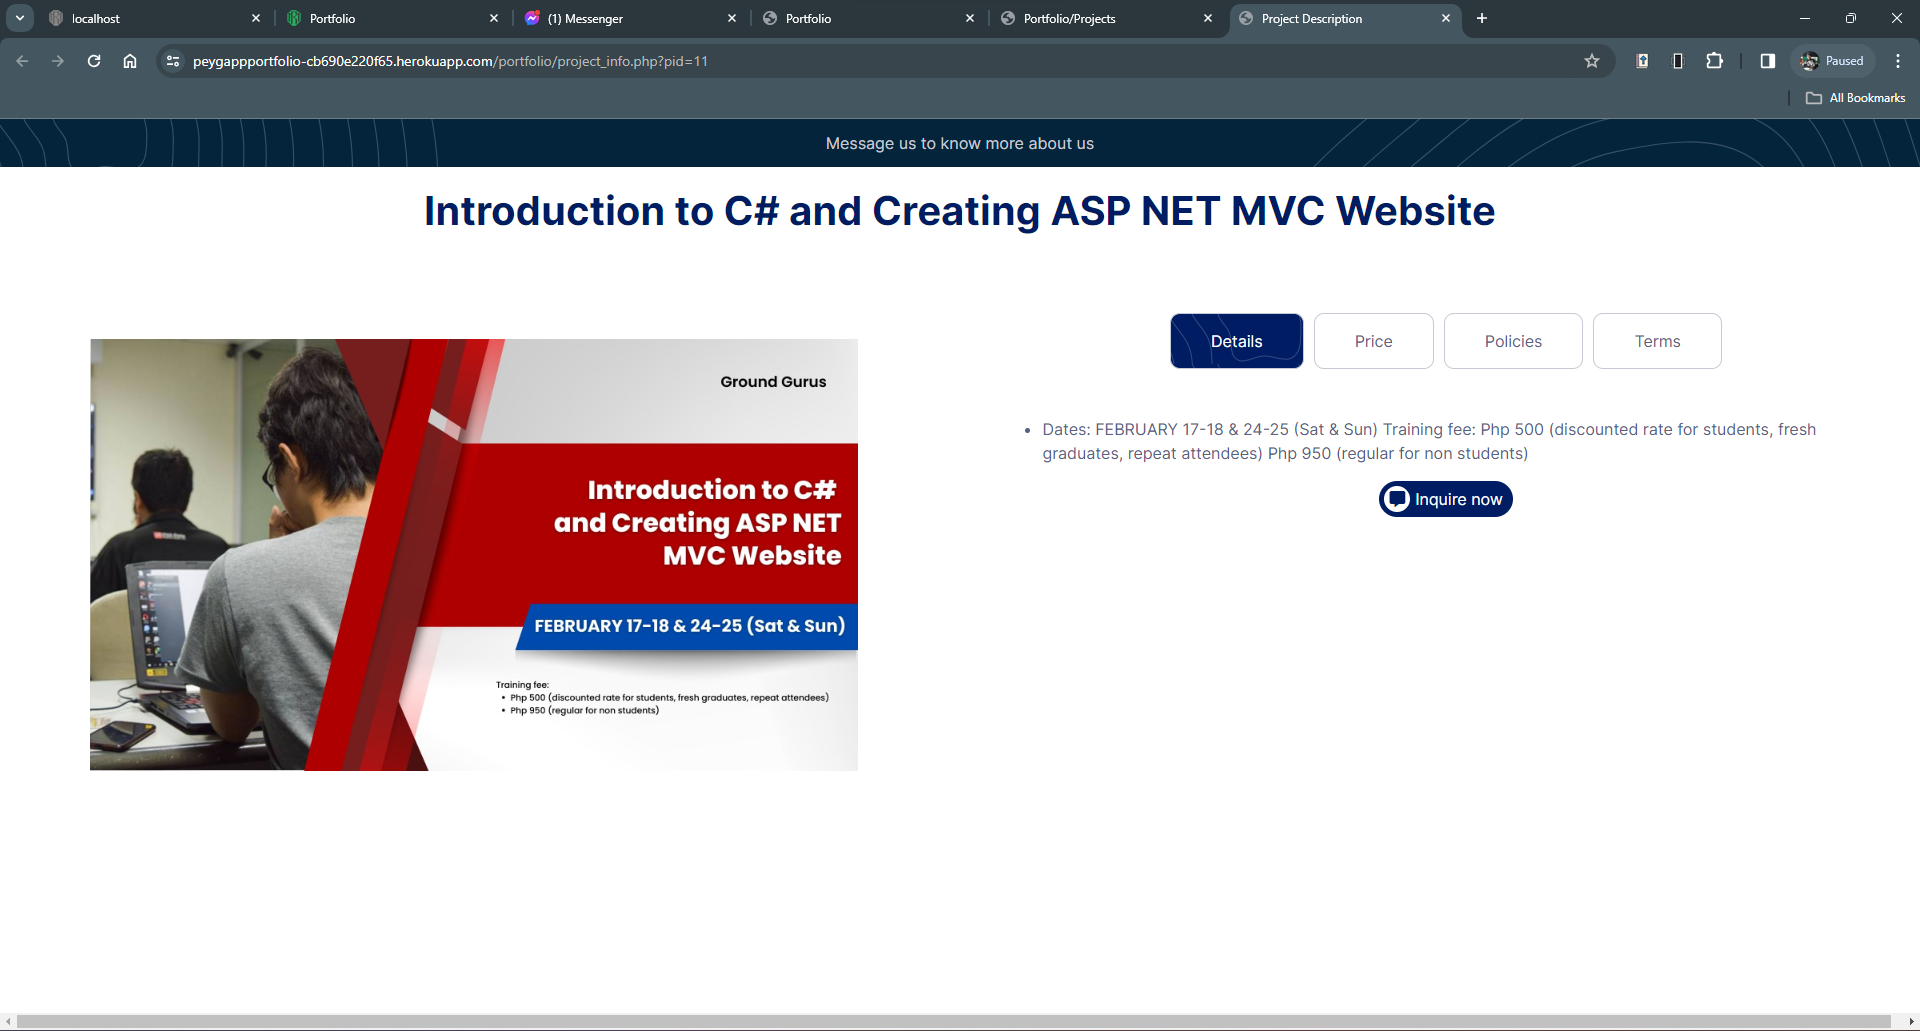 localhost
Portfolio
(1) Messenger
Portfolio
Portfolio/Projects
Project Description
peygappportfolio-cb690e220f65.herokuapp.com/portfolio/project_info.php?pid=11
Paused
All Bookmarks
Message us to know more about us
Introduction to C# and Creating ASP NET MVC Website
Ground Gurus
Introduction to C#
and Creating ASP NET
MVC Website
FEBRUARY 17-18 & 24-25 (Sat & Sun)
Training fee:
• Php 500 (discounted rate for students, fresh graduates, repeat attendees)
• Php 950 (regular for non students)
Details
Price
Policies
Terms
• Dates: FEBRUARY 17-18 & 24-25 (Sat & Sun) Training fee: Php 500 (discounted rate for students, fresh
graduates, repeat attendees) Php 950 (regular for non students)
Inquire now